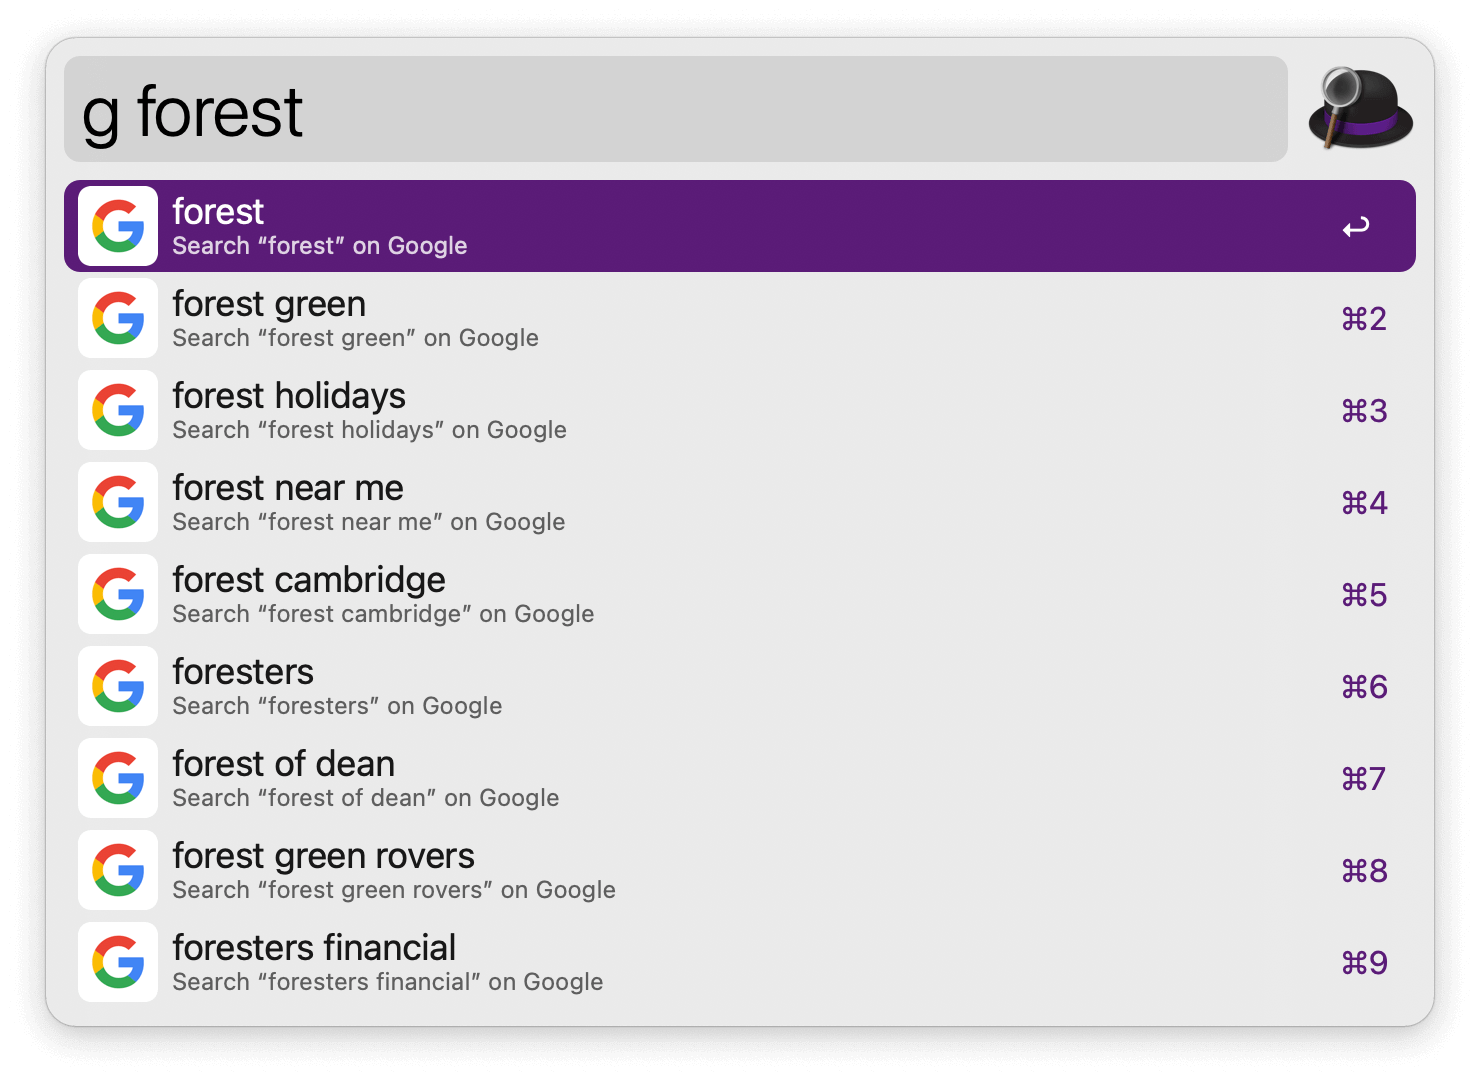 g forest
forest
Search “forest” on Google
↩
forest green
Search “forest green” on Google
⌘2
forest holidays
Search “forest holidays” on Google
⌘3
forest near me
Search “forest near me” on Google
⌘4
forest cambridge
Search “forest cambridge” on Google
⌘5
foresters
Search “foresters” on Google
⌘6
forest of dean
Search “forest of dean” on Google
⌘7
forest green rovers
Search “forest green rovers” on Google
⌘8
foresters financial
Search “foresters financial” on Google
⌘9